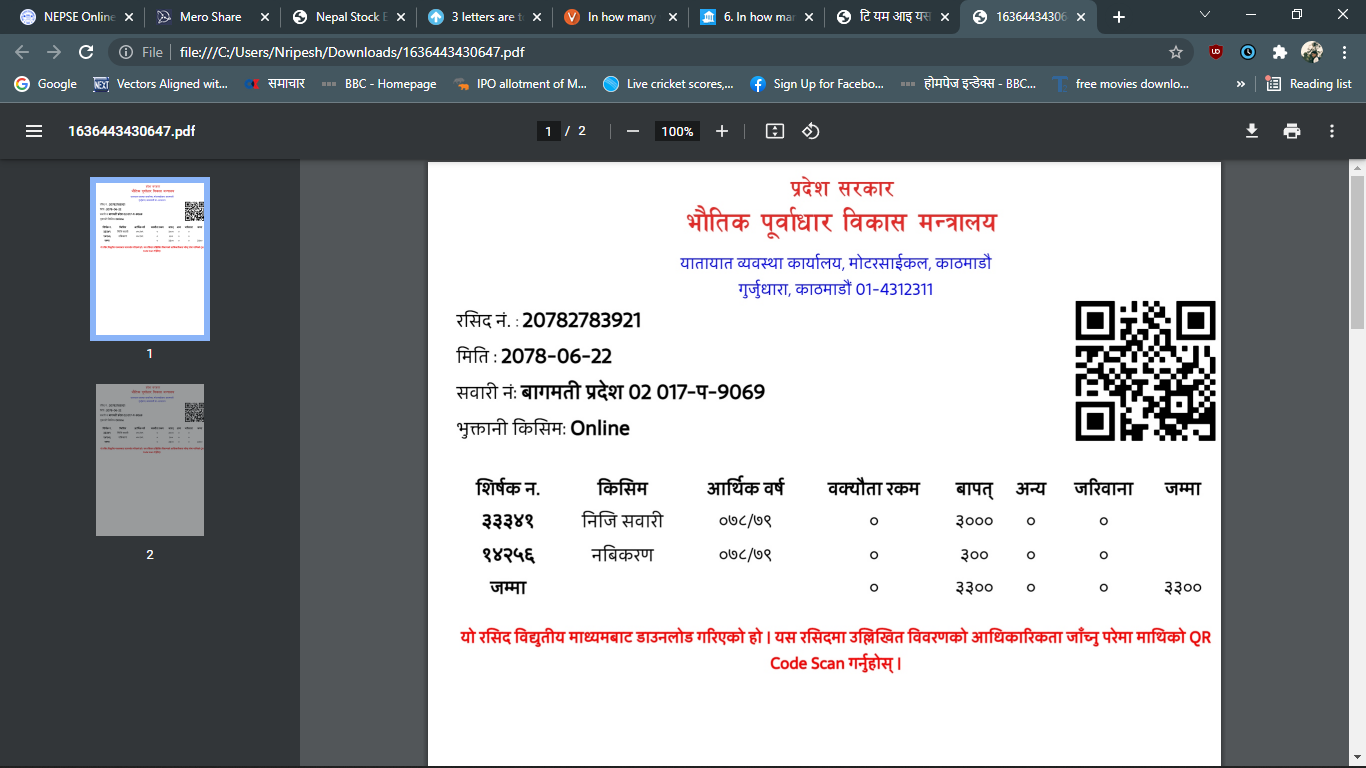 NEPSE Online
Mero Share
Nepal Stock E
3 letters are to
In how many
6. In how mar
टि यम आइ यस
16364434306
File
file:///C:/Users/Nripesh/Downloads/1636443430647.pdf
Google
NEXT
Vectors Aligned wit...
समाचार
BBC - Homepage
IPO allotment of M...
Live cricket scores,...
Sign Up for Facebo...
होमपेज इन्डेक्स - BBC...
free movies downlo...
»
Reading list
1636443430647.pdf
1 / 2
100%
1
2
प्रदेश सरकार
भौतिक पूर्वाधार विकास मन्त्रालय
यातायात व्यवस्था कार्यालय, मोटरसाईकल, काठमाडौ
गुर्जुधारा, काठमाडौं 01-4312311
रसिद नं. : 20782783921
मिति : 2078-06-22
सवारी नं: बागमती प्रदेश 02 017-प-9069
भुक्तानी किसिम: Online
शिर्षक न. किसिम आर्थिक वर्ष वक्यौता रकम बापत् अन्य जरिवाना जम्मा
३३३४१ निजि सवारी ०७८/७९ ० ३००० ० ०
१४२५६ नबिकरण ०७८/७९ ० ३०० ० ०
जम्मा ० ३३०० ० ० ३३००
यो रसिद विद्युतीय माध्यमबाट डाउनलोड गरिएको हो । यस रसिदमा उल्लिखित विवरणको आधिकारिकता जाँच्नु परेमा माथिको QR
Code Scan गर्नुहोस् ।